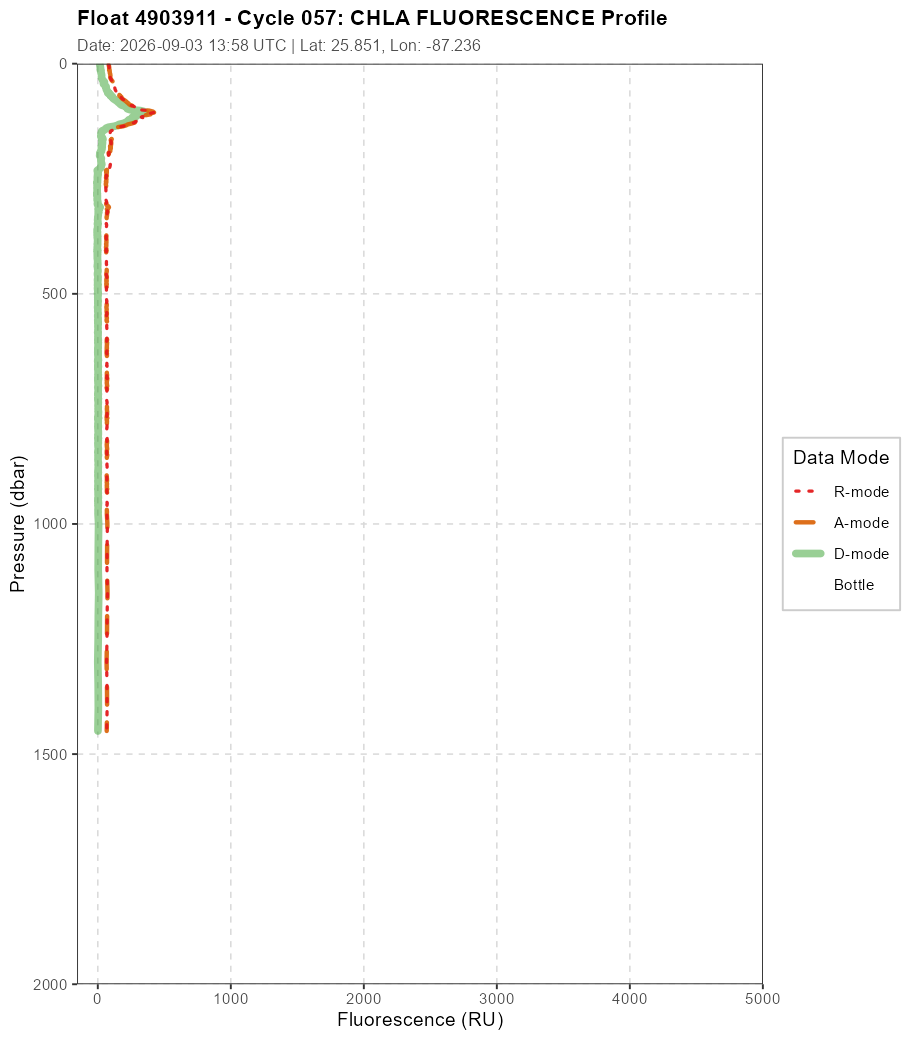 Float 4903911 - Cycle 057: CHLA FLUORESCENCE Profile
Date: 2026-09-03 13:58 UTC | Lat: 25.851, Lon: -87.236
0
500
1000
1500
2000
Pressure (dbar)
0 1000 2000 3000 4000 5000
Fluorescence (RU)
Data Mode
R-mode
A-mode
D-mode
Bottle